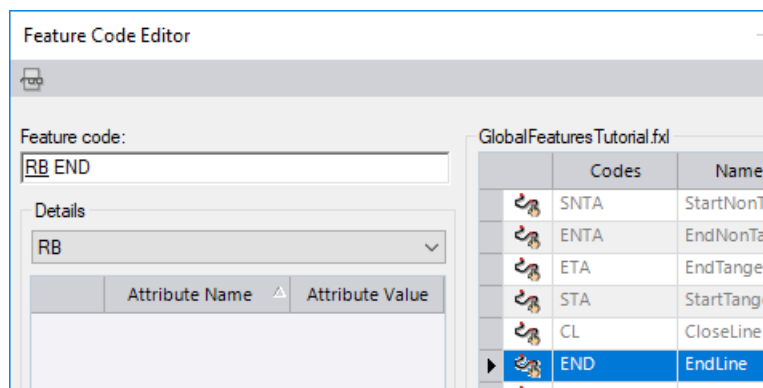 Feature Code Editor
Feature code:
RB END
Details
RB
Attribute Name Attribute Value
GlobalFeaturesTutorial.fxl
Codes Name
SNTA StartNonT
ENTA EndNonTa
ETA EndTange
STA StartTang
CL CloseLine
END EndLine